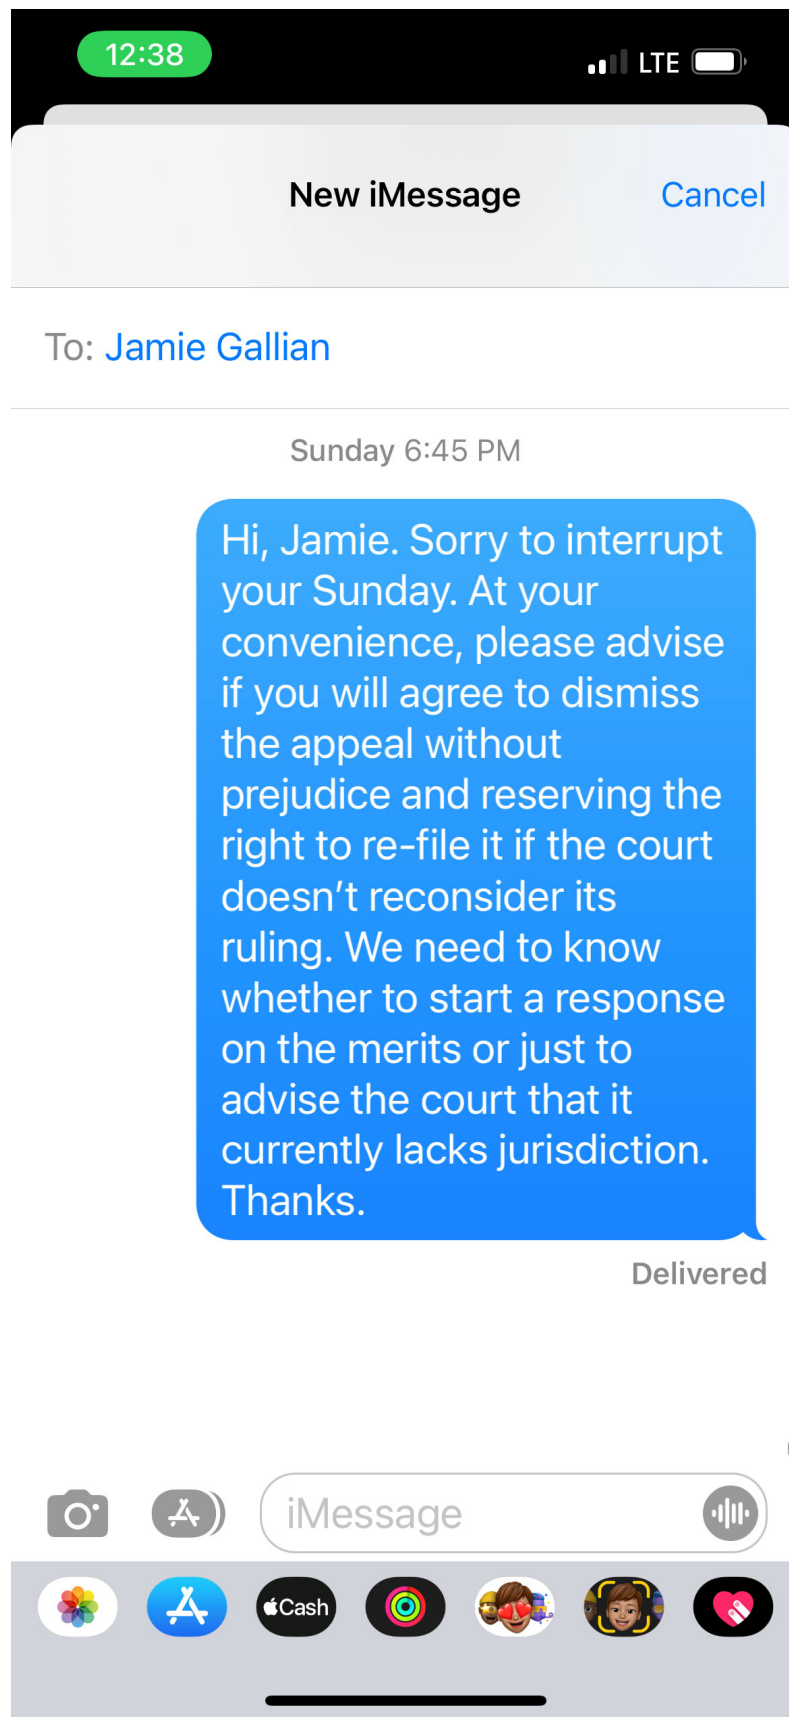 12:38
LTE
New iMessage
Cancel
To: Jamie Gallian
Sunday 6:45 PM
Hi, Jamie. Sorry to interrupt
your Sunday. At your
convenience, please advise
if you will agree to dismiss
the appeal without
prejudice and reserving the
right to re-file it if the court
doesn’t reconsider its
ruling. We need to know
whether to start a response
on the merits or just to
advise the court that it
currently lacks jurisdiction.
Thanks.
Delivered
iMessage
Cash